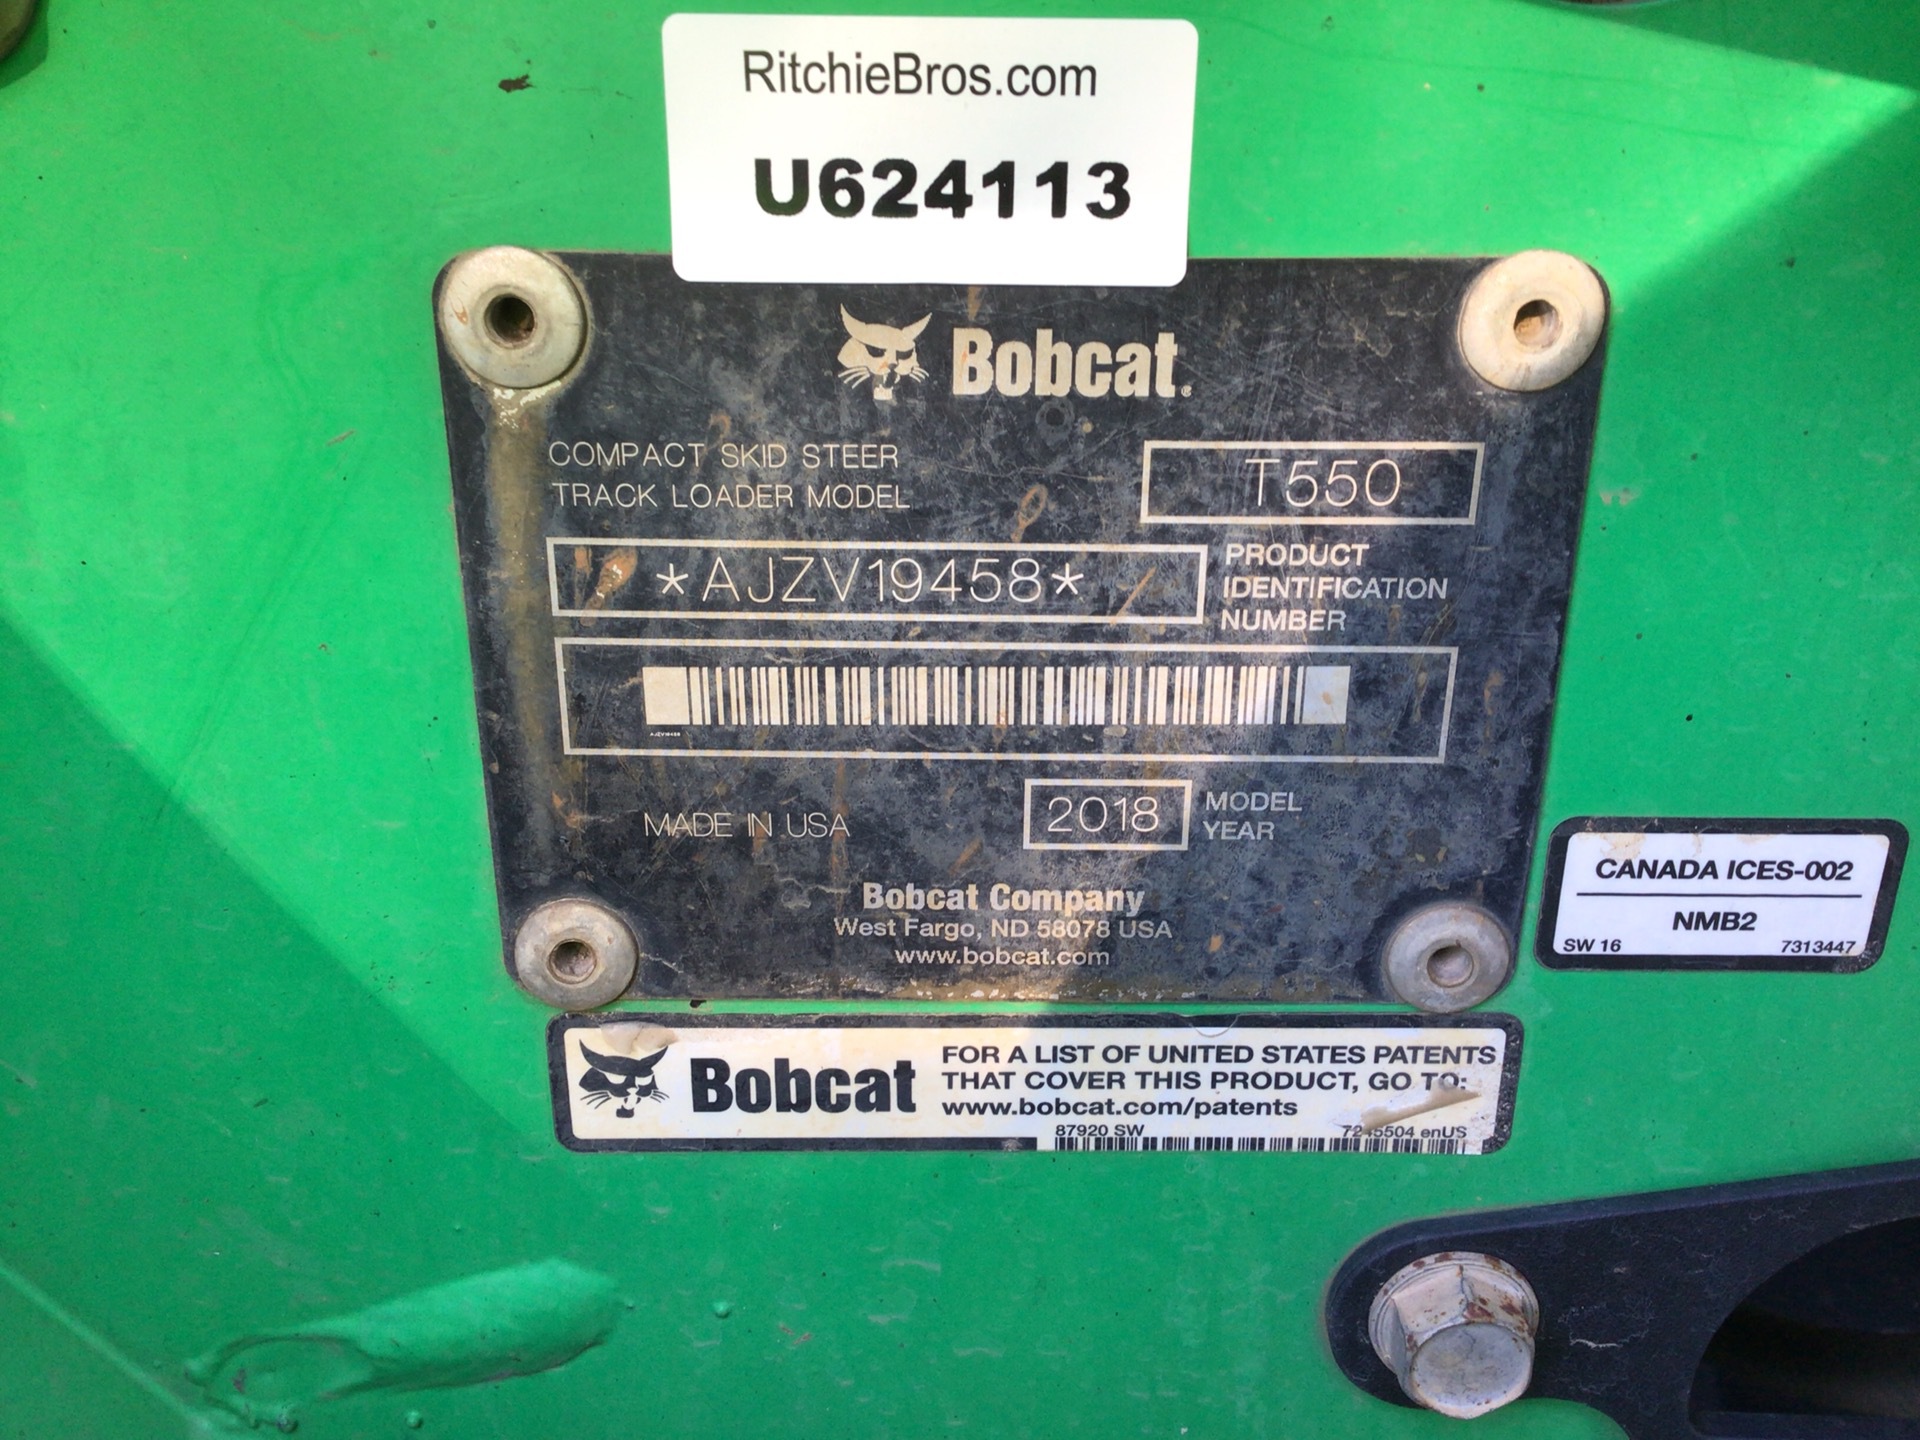 RitchieBros.com
U624113
Bobcat®
COMPACT SKID STEER
TRACK LOADER MODEL
T550
*AJZV19458*
PRODUCT
IDENTIFICATION
NUMBER
AJZV19458
MADE IN USA
2018
MODEL
YEAR
Bobcat Company
West Fargo, ND 58078 USA
www.bobcat.com
CANADA ICES-002
NMB2
SW 16 7313447
Bobcat
FOR A LIST OF UNITED STATES PATENTS
THAT COVER THIS PRODUCT, GO TO:
www.bobcat.com/patents
87920 SW enUS